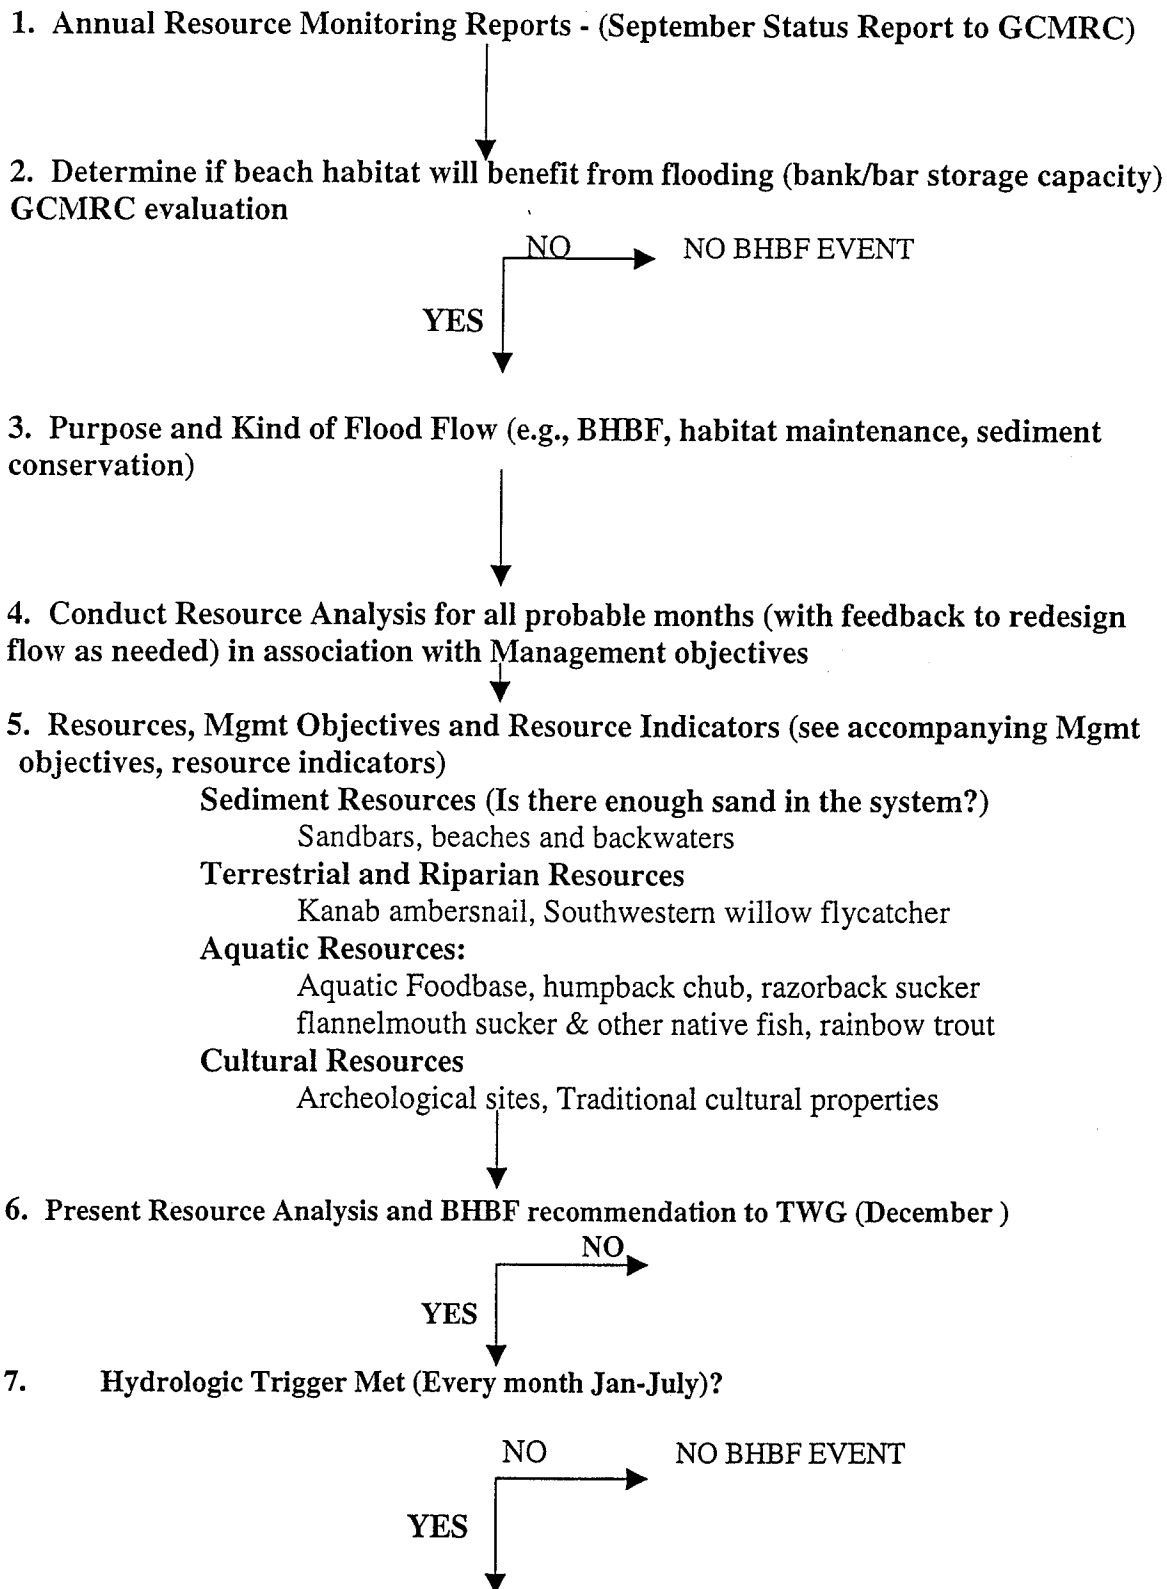 1. Annual Resource Monitoring Reports - (September Status Report to GCMRC)
2. Determine if beach habitat will benefit from flooding (bank/bar storage capacity)
GCMRC evaluation
NO NO BHBF EVENT
YES
3. Purpose and Kind of Flood Flow (e.g., BHBF, habitat maintenance, sediment
conservation)
4. Conduct Resource Analysis for all probable months (with feedback to redesign
flow as needed) in association with Management objectives
5. Resources, Mgmt Objectives and Resource Indicators (see accompanying Mgmt
objectives, resource indicators)
Sediment Resources (Is there enough sand in the system?)
Sandbars, beaches and backwaters
Terrestrial and Riparian Resources
Kanab ambersnail, Southwestern willow flycatcher
Aquatic Resources:
Aquatic Foodbase, humpback chub, razorback sucker
flannelmouth sucker & other native fish, rainbow trout
Cultural Resources
Archeological sites, Traditional cultural properties
6. Present Resource Analysis and BHBF recommendation to TWG (December )
NO
YES
7. Hydrologic Trigger Met (Every month Jan-July)?
NO NO BHBF EVENT
YES